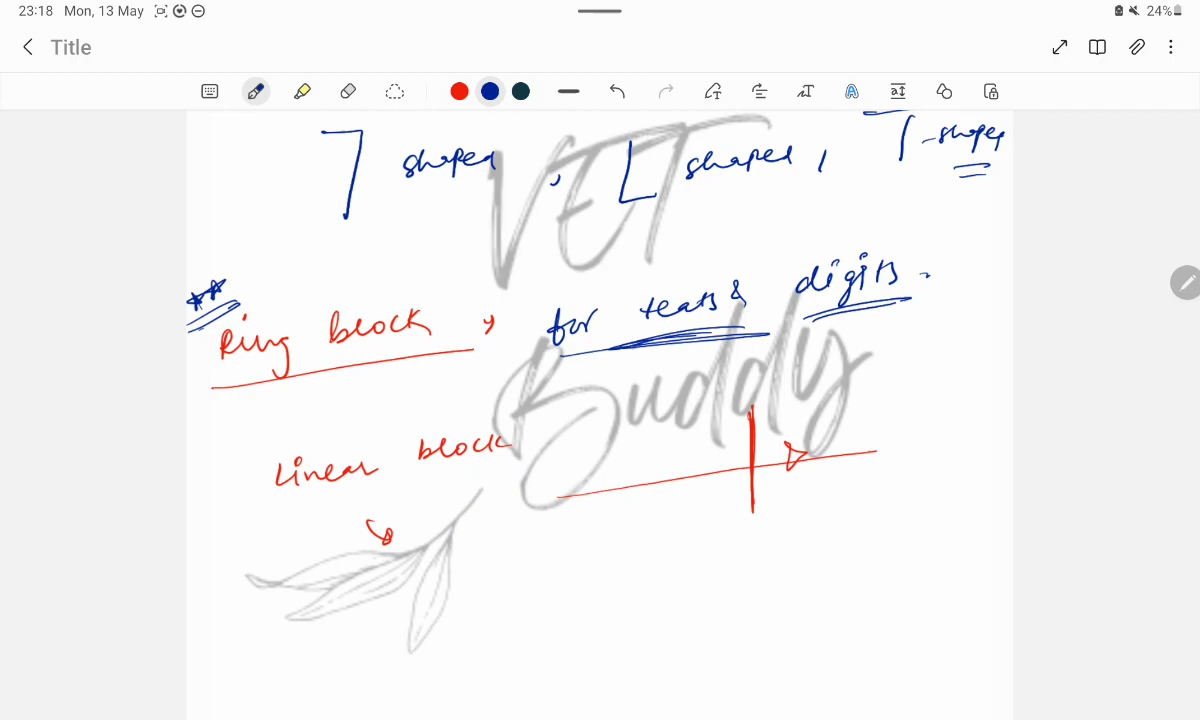 23:18 Mon, 13 May 24%
Title
ꓶ shaped, L shaped, T-shaped
** Ring block, for teats & digits.
Linear block
VET
Buddy